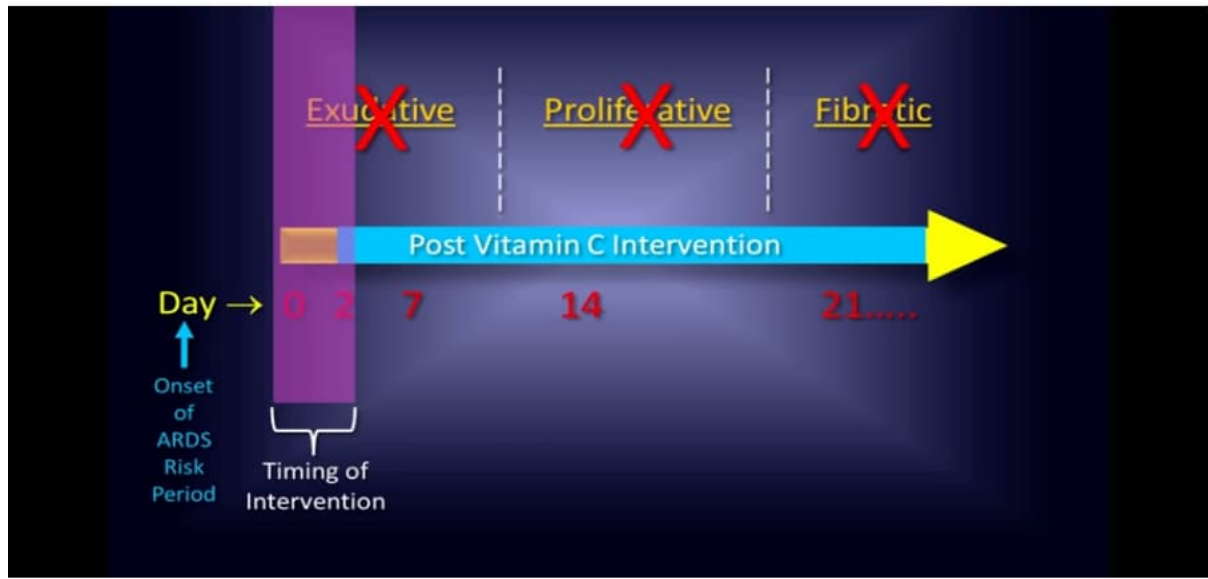 Exudative
Proliferative
Fibrotic
Post Vitamin C Intervention
Day → 0 2 7 14 21.....
Onset
of
ARDS
Risk
Period
Timing of
Intervention